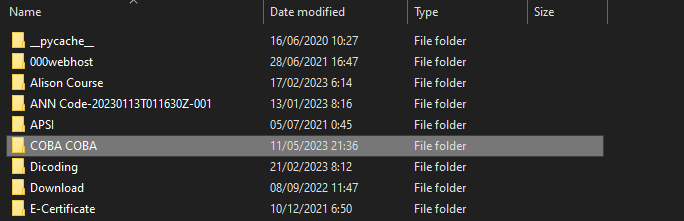 Name Date modified Type Size
__pycache__ 16/06/2020 10:27 File folder
000webhost 28/06/2021 16:47 File folder
Alison Course 17/02/2023 6:14 File folder
ANN Code-20230113T011630Z-001 13/01/2023 8:16 File folder
APSI 05/07/2021 0:45 File folder
COBA COBA 11/05/2023 21:36 File folder
Dicoding 21/02/2023 8:12 File folder
Download 08/09/2022 11:47 File folder
E-Certificate 10/12/2021 6:50 File folder